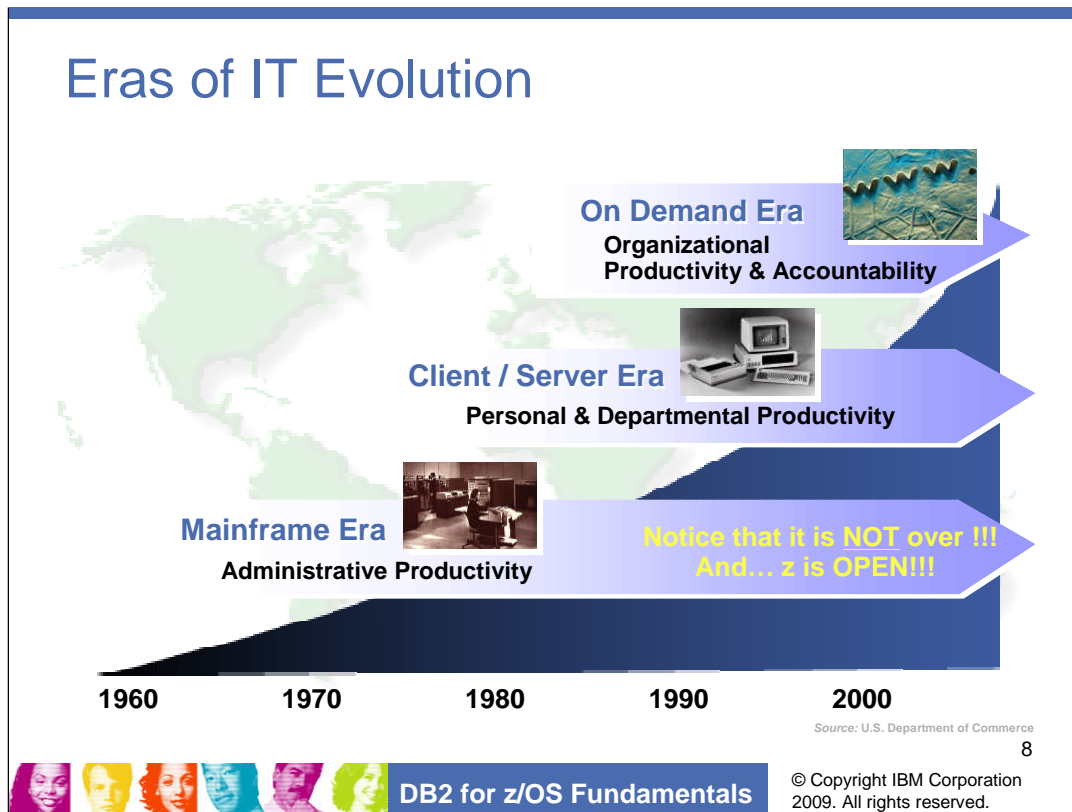 Eras of IT Evolution
www.
On Demand Era
Organizational
Productivity & Accountability
Client / Server Era
Personal & Departmental Productivity
Mainframe Era
Administrative Productivity
Notice that it is NOT over !!!
And… z is OPEN!!!
1960 1970 1980 1990 2000
Source: U.S. Department of Commerce
8
DB2 for z/OS Fundamentals
© Copyright IBM Corporation
2009. All rights reserved.